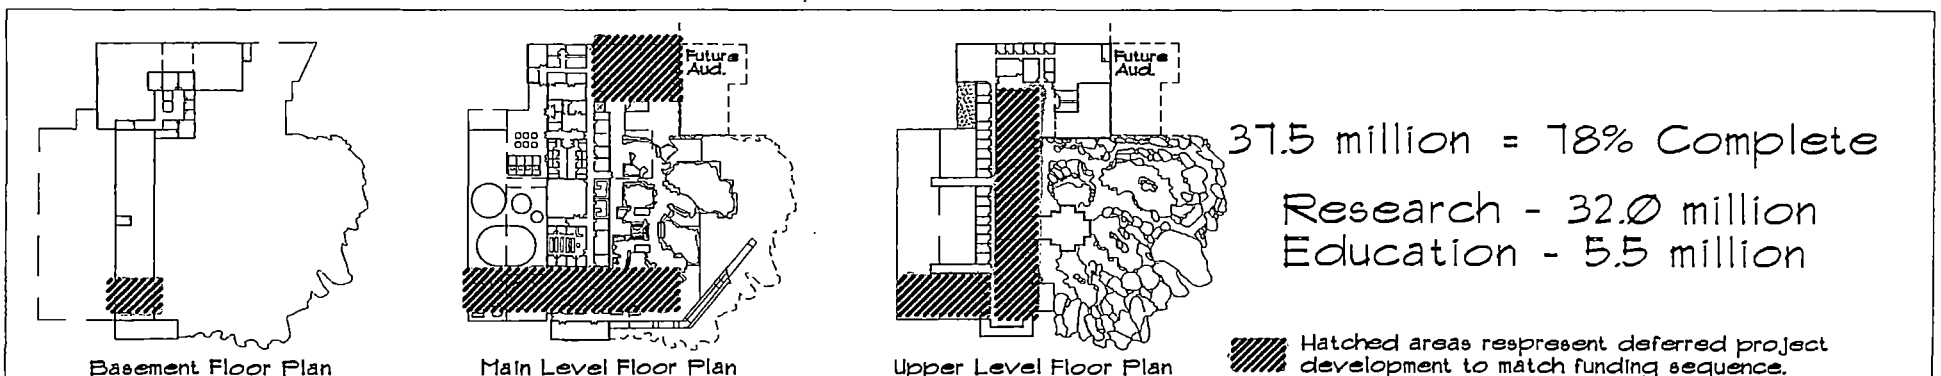 Future
Aud.
Future
Aud.
37.5 million = 78% Complete
Research - 32.0 million
Education - 5.5 million
Basement Floor Plan
Main Level Floor Plan
Upper Level Floor Plan
Hatched areas respresent deferred project
development to match funding sequence.